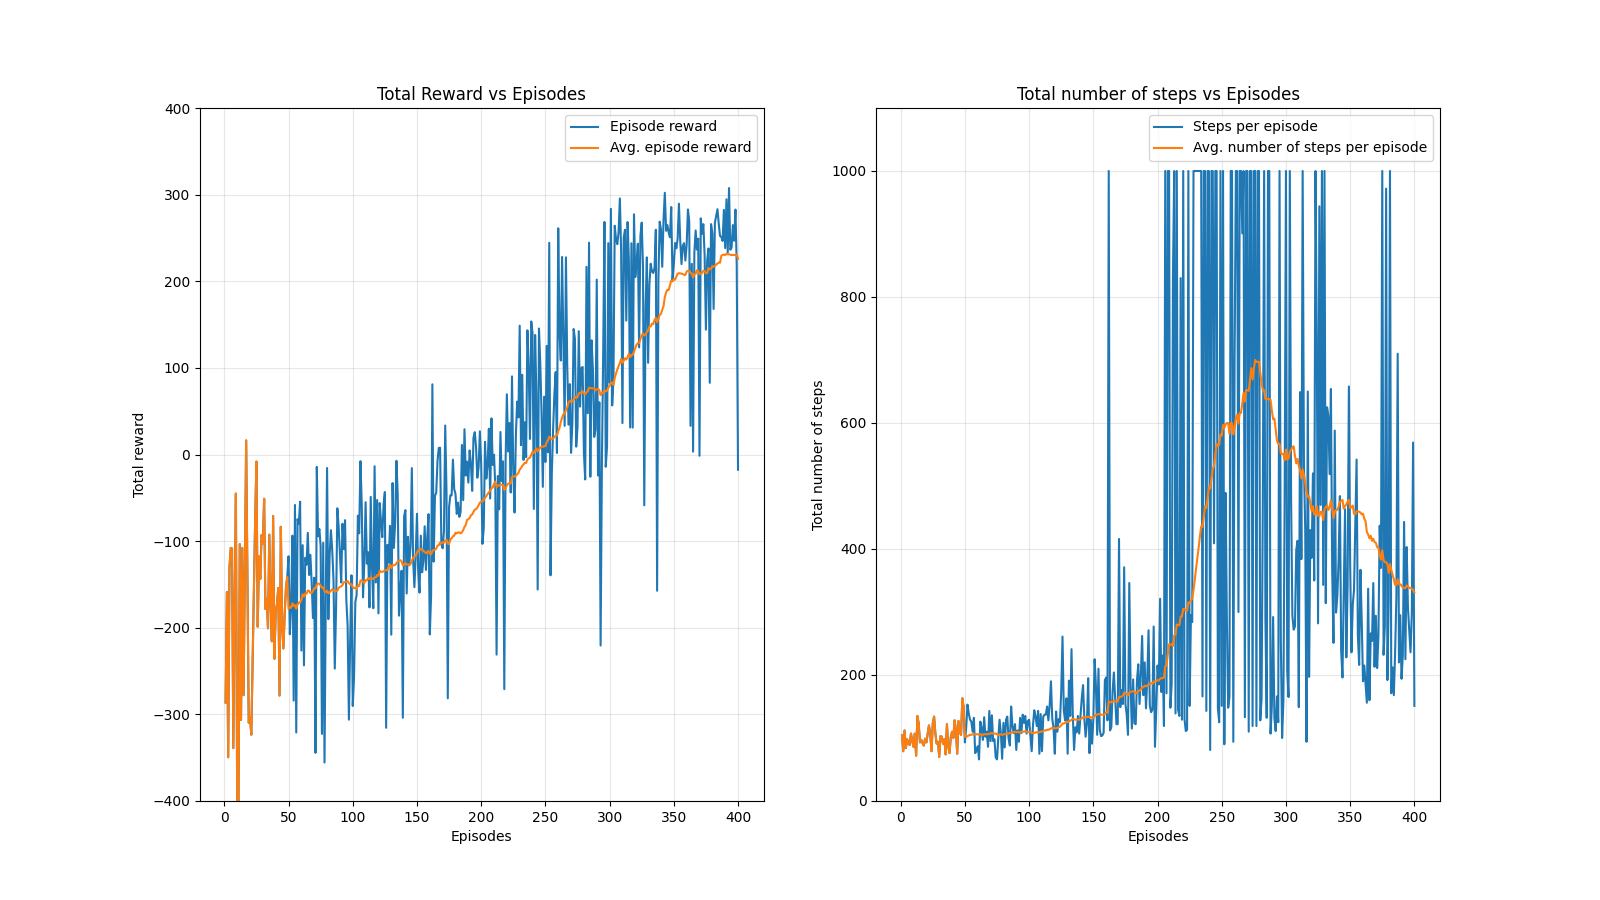 Total Reward vs Episodes
400
300
200
100
0
−100
−200
−300
−400
Total reward
0 50 100 150 200 250 300 350 400
Episodes
Episode reward
Avg. episode reward
Total number of steps vs Episodes
1000
800
600
400
200
0
Total number of steps
0 50 100 150 200 250 300 350 400
Episodes
Steps per episode
Avg. number of steps per episode